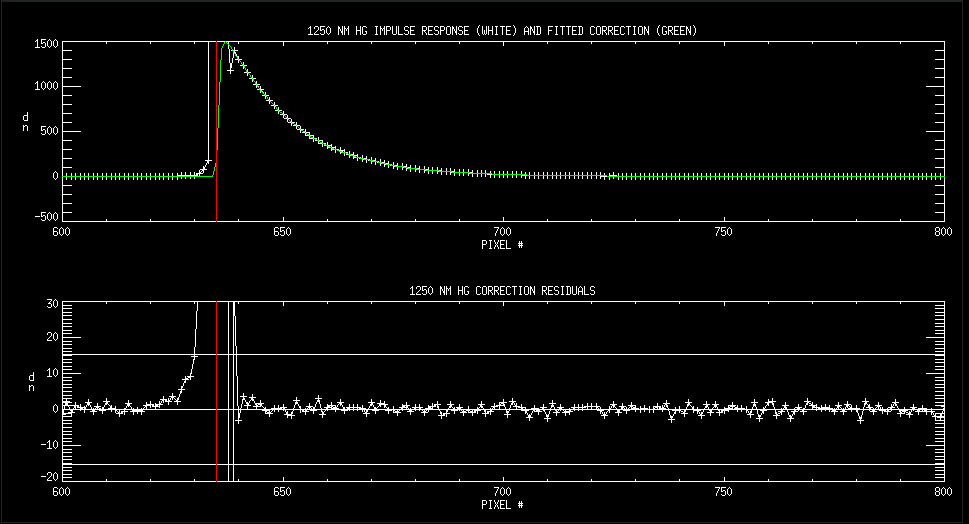 1250 NM HG IMPULSE RESPONSE (WHITE) AND FITTED CORRECTION (GREEN)
1500
1000
500
0
-500
dn
600 650 700 750 800
PIXEL #
1250 NM HG CORRECTION RESIDUALS
30
20
10
0
-10
-20
dn
600 650 700 750 800
PIXEL #